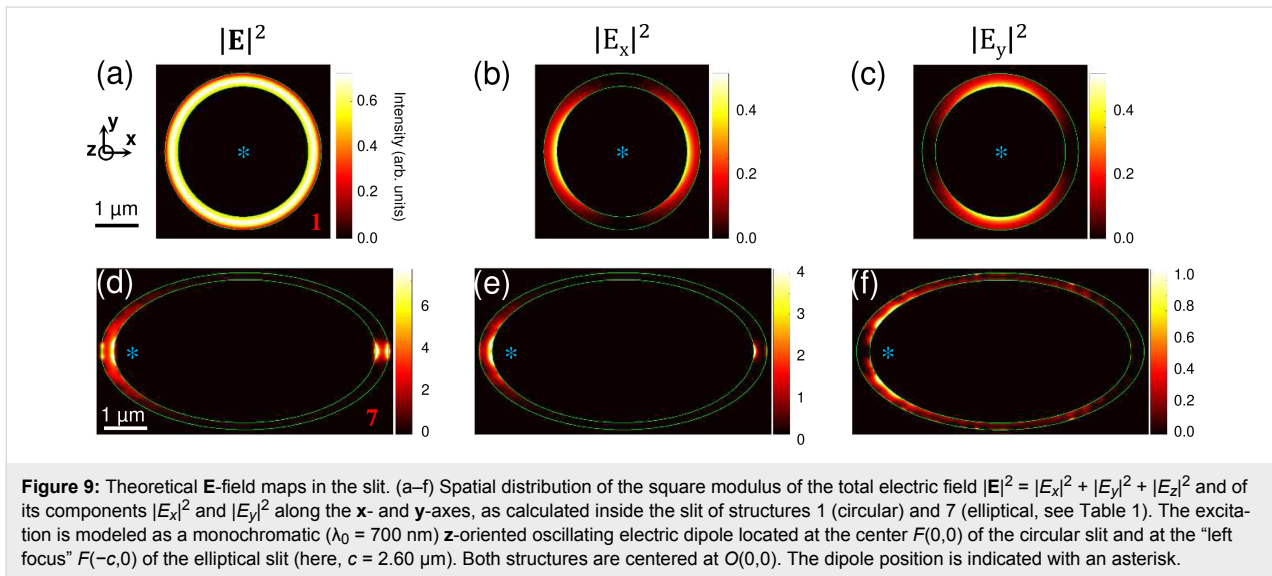 |E|² |Eₓ|² |E_y|²
(a) (b) (c)
y
z x
1 μm
1
0.6
0.4
0.2
0.0
Intensity (arb. units)
0.4
0.2
0.0
0.4
0.2
0.0
(d) (e) (f)
*
1 μm
7
6
4
2
0
4
3
2
1
0
1.0
0.8
0.6
0.4
0.2
0.0
Figure 9: Theoretical E-field maps in the slit. (a–f) Spatial distribution of the square modulus of the total electric field |E|² = |Eₓ|² + |E_y|² + |E_z|² and of
its components |Eₓ|² and |E_y|² along the x- and y-axes, as calculated inside the slit of structures 1 (circular) and 7 (elliptical, see Table 1). The excita-
tion is modeled as a monochromatic (λ₀ = 700 nm) z-oriented oscillating electric dipole located at the center F(0,0) of the circular slit and at the “left
focus” F(−c,0) of the elliptical slit (here, c = 2.60 μm). Both structures are centered at O(0,0). The dipole position is indicated with an asterisk.